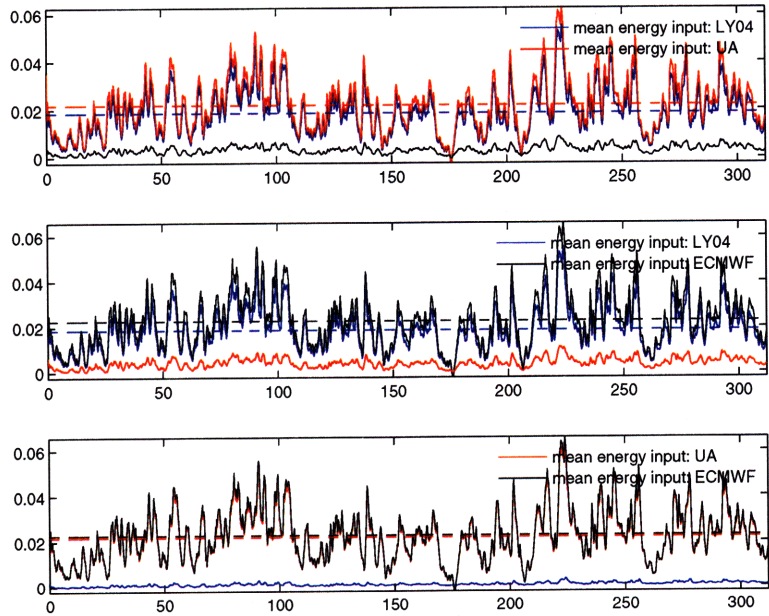 0.06
mean energy input: LY04
mean energy input: UA
0.04
0.02
0
0 50 100 150 200 250 300
0.06
mean energy input: LY04
mean energy input: ECMWF
0.04
0.02
0
0 50 100 150 200 250 300
0.06
mean energy input: UA
mean energy input: ECMWF
0.04
0.02
0
0 50 100 150 200 250 300